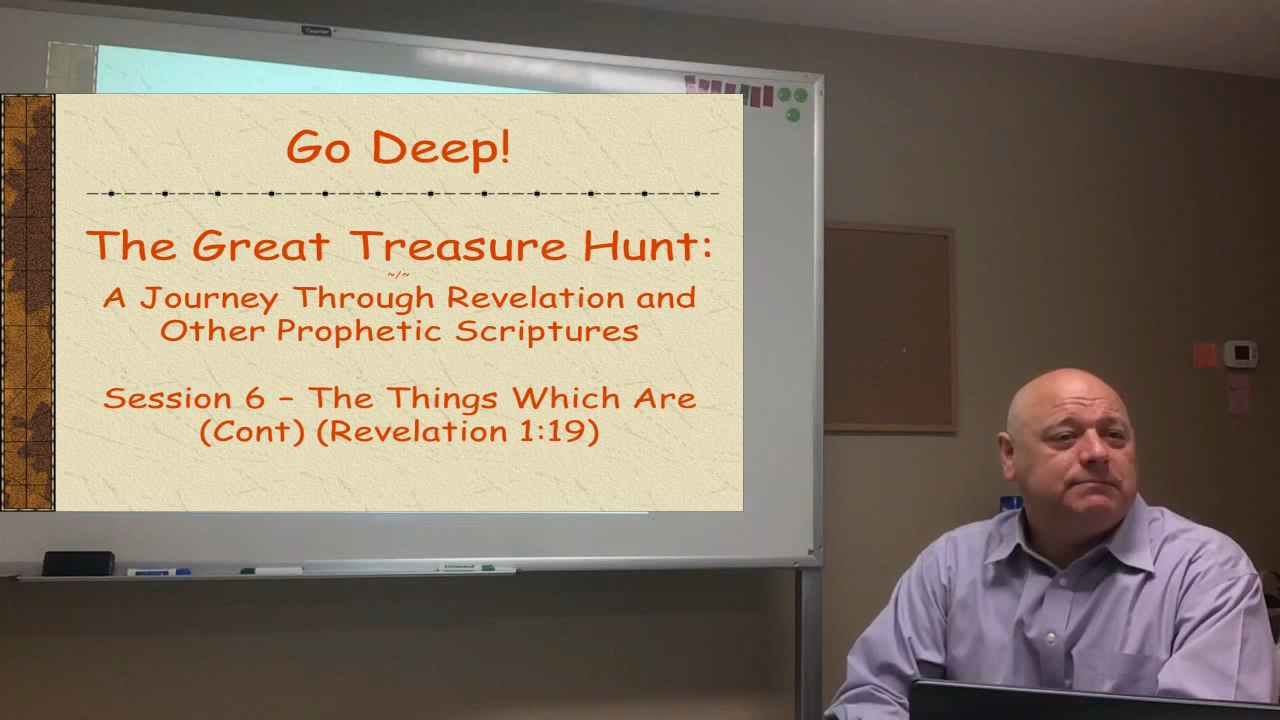 Go Deep!
The Great Treasure Hunt:
~/~
A Journey Through Revelation and
Other Prophetic Scriptures
Session 6 – The Things Which Are
(Cont) (Revelation 1:19)